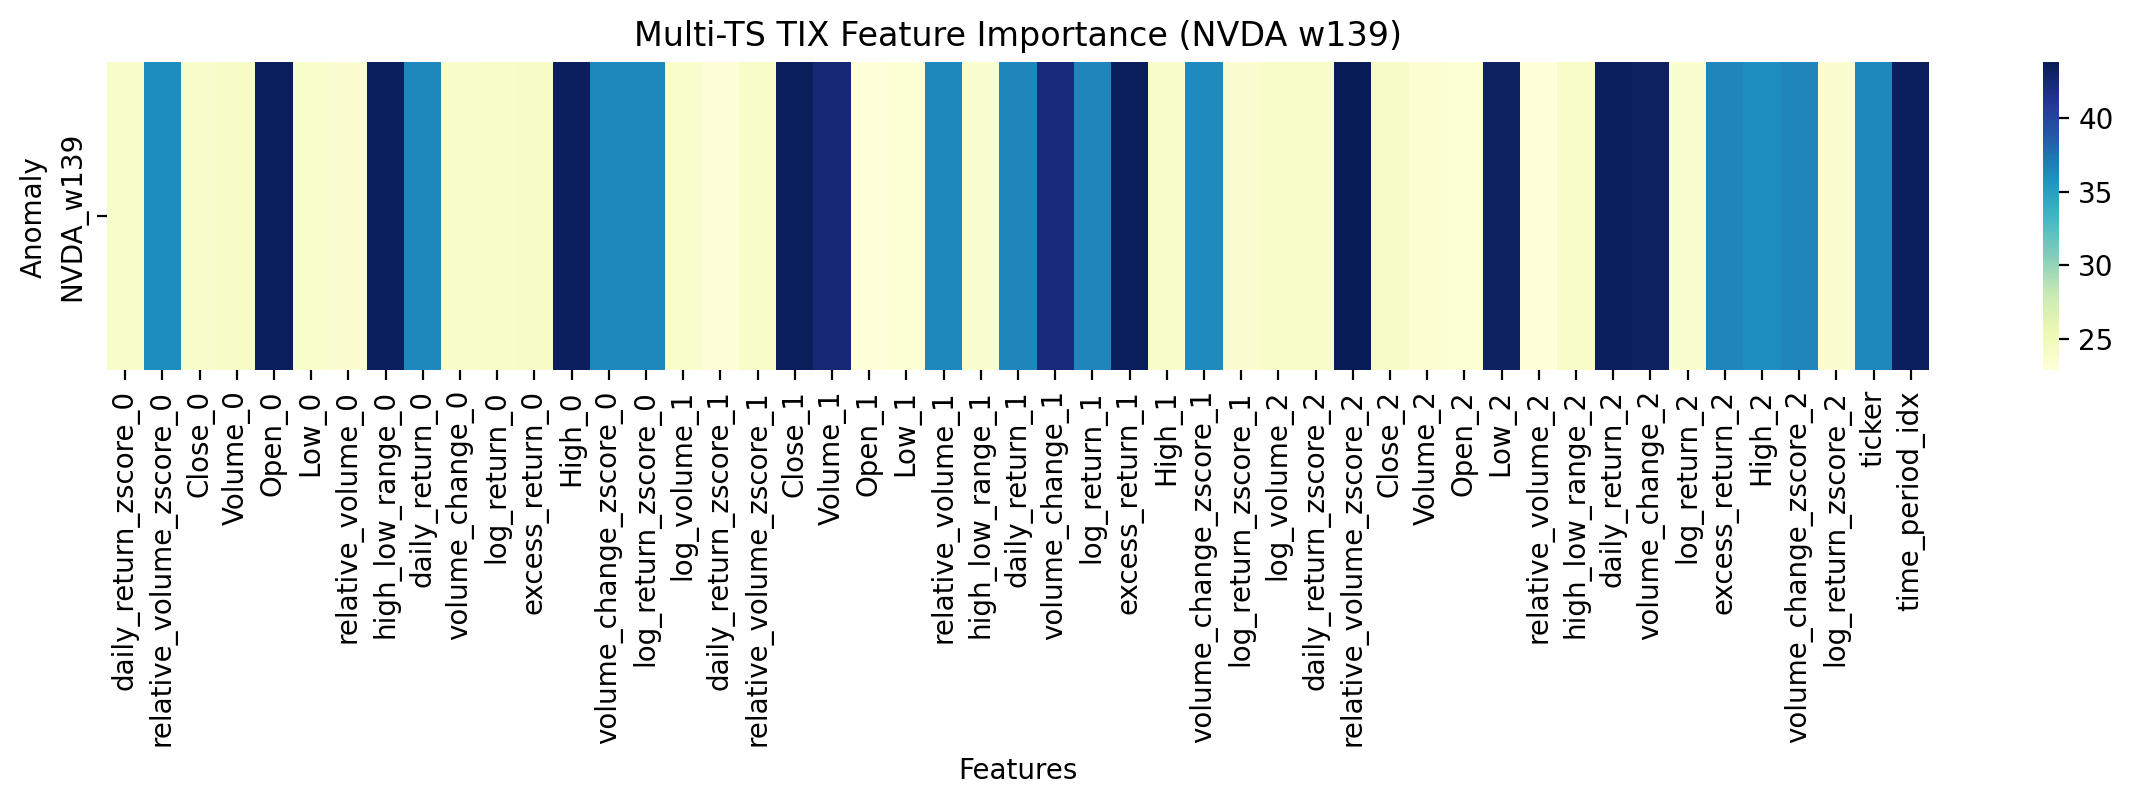 Multi-TS TIX Feature Importance (NVDA w139)
Anomaly
NVDA_w139
40
35
30
25
daily_return_zscore_0
relative_volume_zscore_0
Close_0
Volume_0
Open_0
Low_0
relative_volume_0
high_low_range_0
daily_return_0
volume_change_0
log_return_0
excess_return_0
High_0
volume_change_zscore_0
log_return_zscore_0
log_volume_1
daily_return_zscore_1
relative_volume_zscore_1
Close_1
Volume_1
Open_1
Low_1
relative_volume_1
high_low_range_1
daily_return_1
volume_change_1
log_return_1
excess_return_1
High_1
volume_change_zscore_1
log_return_zscore_1
log_volume_2
daily_return_zscore_2
relative_volume_zscore_2
Close_2
Volume_2
Open_2
Low_2
relative_volume_2
high_low_range_2
daily_return_2
volume_change_2
log_return_2
excess_return_2
High_2
volume_change_zscore_2
log_return_zscore_2
ticker
time_period_idx
Features